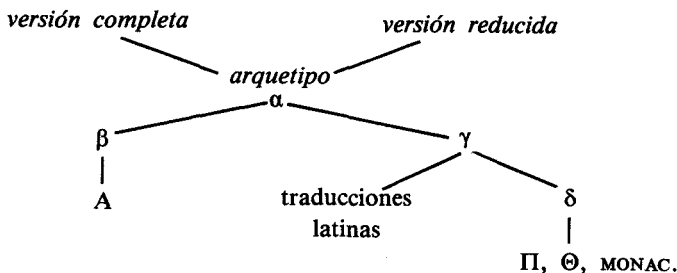 versión completa
versión reducida
arquetipo
α
β
γ
A
traducciones
latinas
δ
Π, Θ, MONAC.